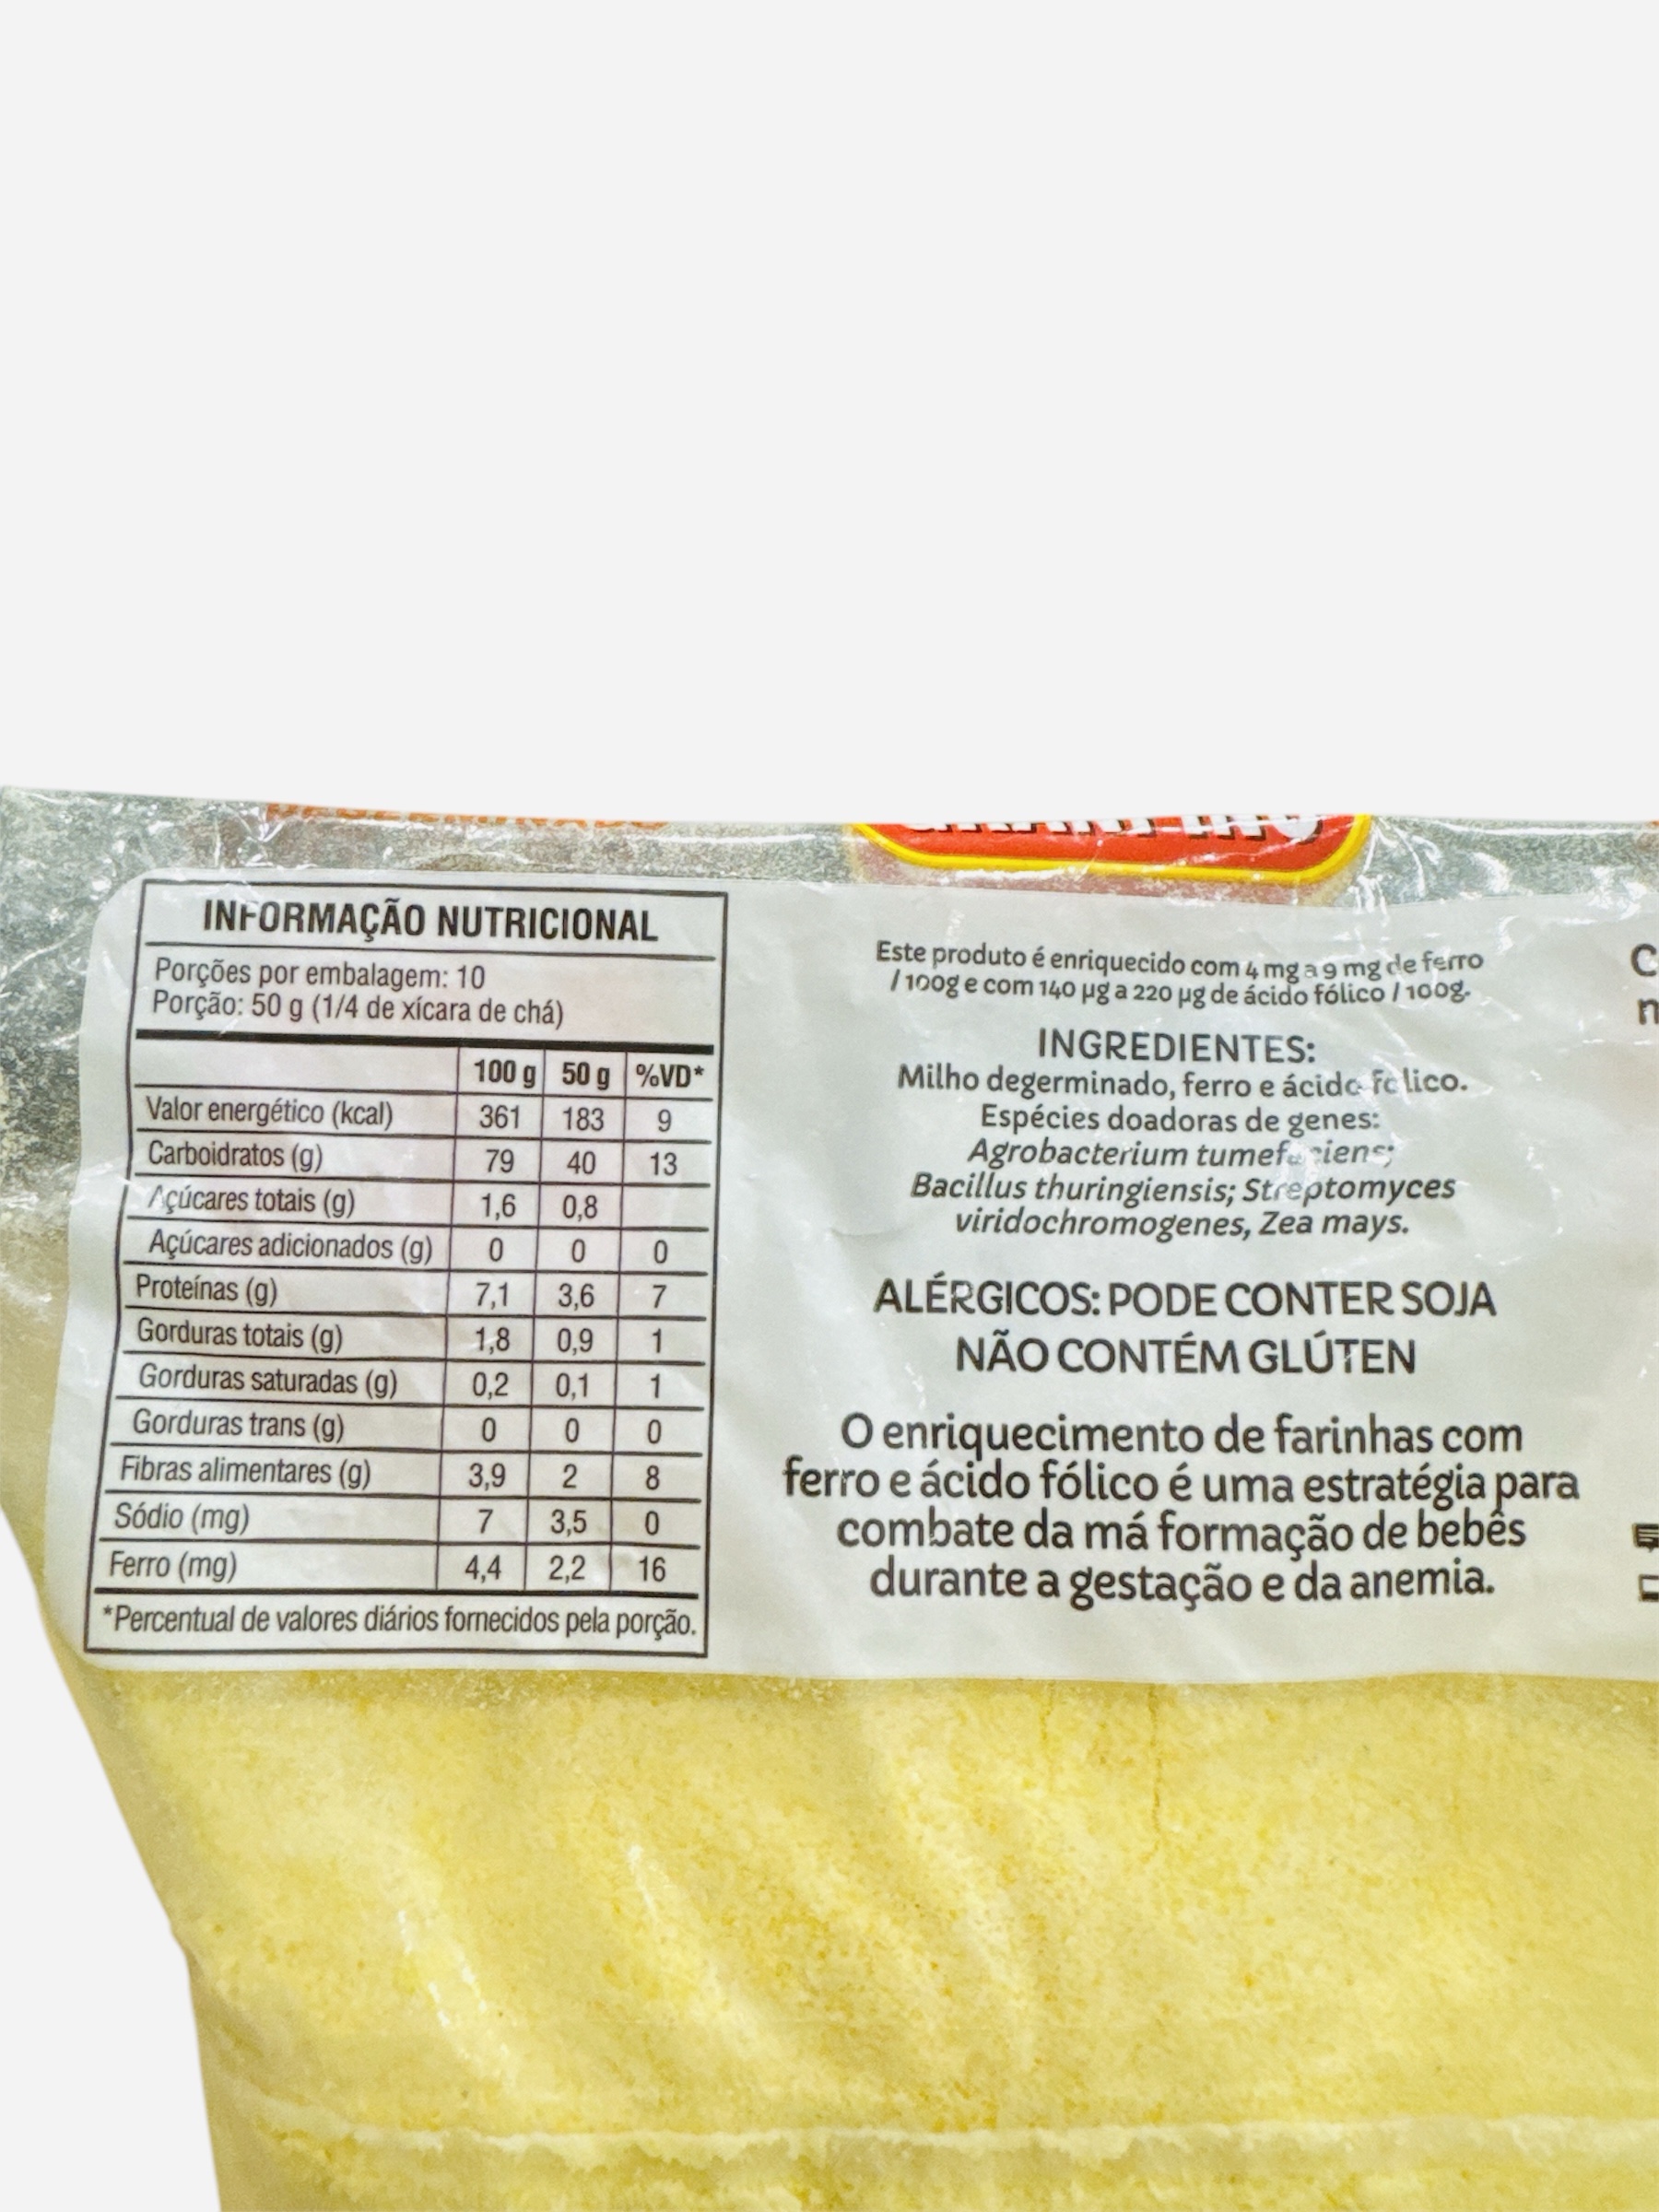 INFORMAÇÃO NUTRICIONAL
Porções por embalagem: 10
Porção: 50 g (1/4 de xícara de chá)
100 g 50 g %VD*
Valor energético (kcal) 361 183 9
Carboidratos (g) 79 40 13
Açúcares totais (g) 1,6 0,8
Açúcares adicionados (g) 0 0 0
Proteínas (g) 7,1 3,6 7
Gorduras totais (g) 1,8 0,9 1
Gorduras saturadas (g) 0,2 0,1 1
Gorduras trans (g) 0 0 0
Fibras alimentares (g) 3,9 2 8
Sódio (mg) 7 3,5 0
Ferro (mg) 4,4 2,2 16
*Percentual de valores diários fornecidos pela porção.
Este produto é enriquecido com 4 mg a 9 mg de ferro
/ 100g e com 140 µg a 220 µg de ácido fólico / 100g.
INGREDIENTES:
Milho degerminado, ferro e ácido fólico.
Espécies doadoras de genes:
Agrobacterium tumefaciens;
Bacillus thuringiensis; Streptomyces
viridochromogenes, Zea mays.
ALÉRGICOS: PODE CONTER SOJA
NÃO CONTÉM GLÚTEN
O enriquecimento de farinhas com
ferro e ácido fólico é uma estratégia para
combate da má formação de bebês
durante a gestação e da anemia.